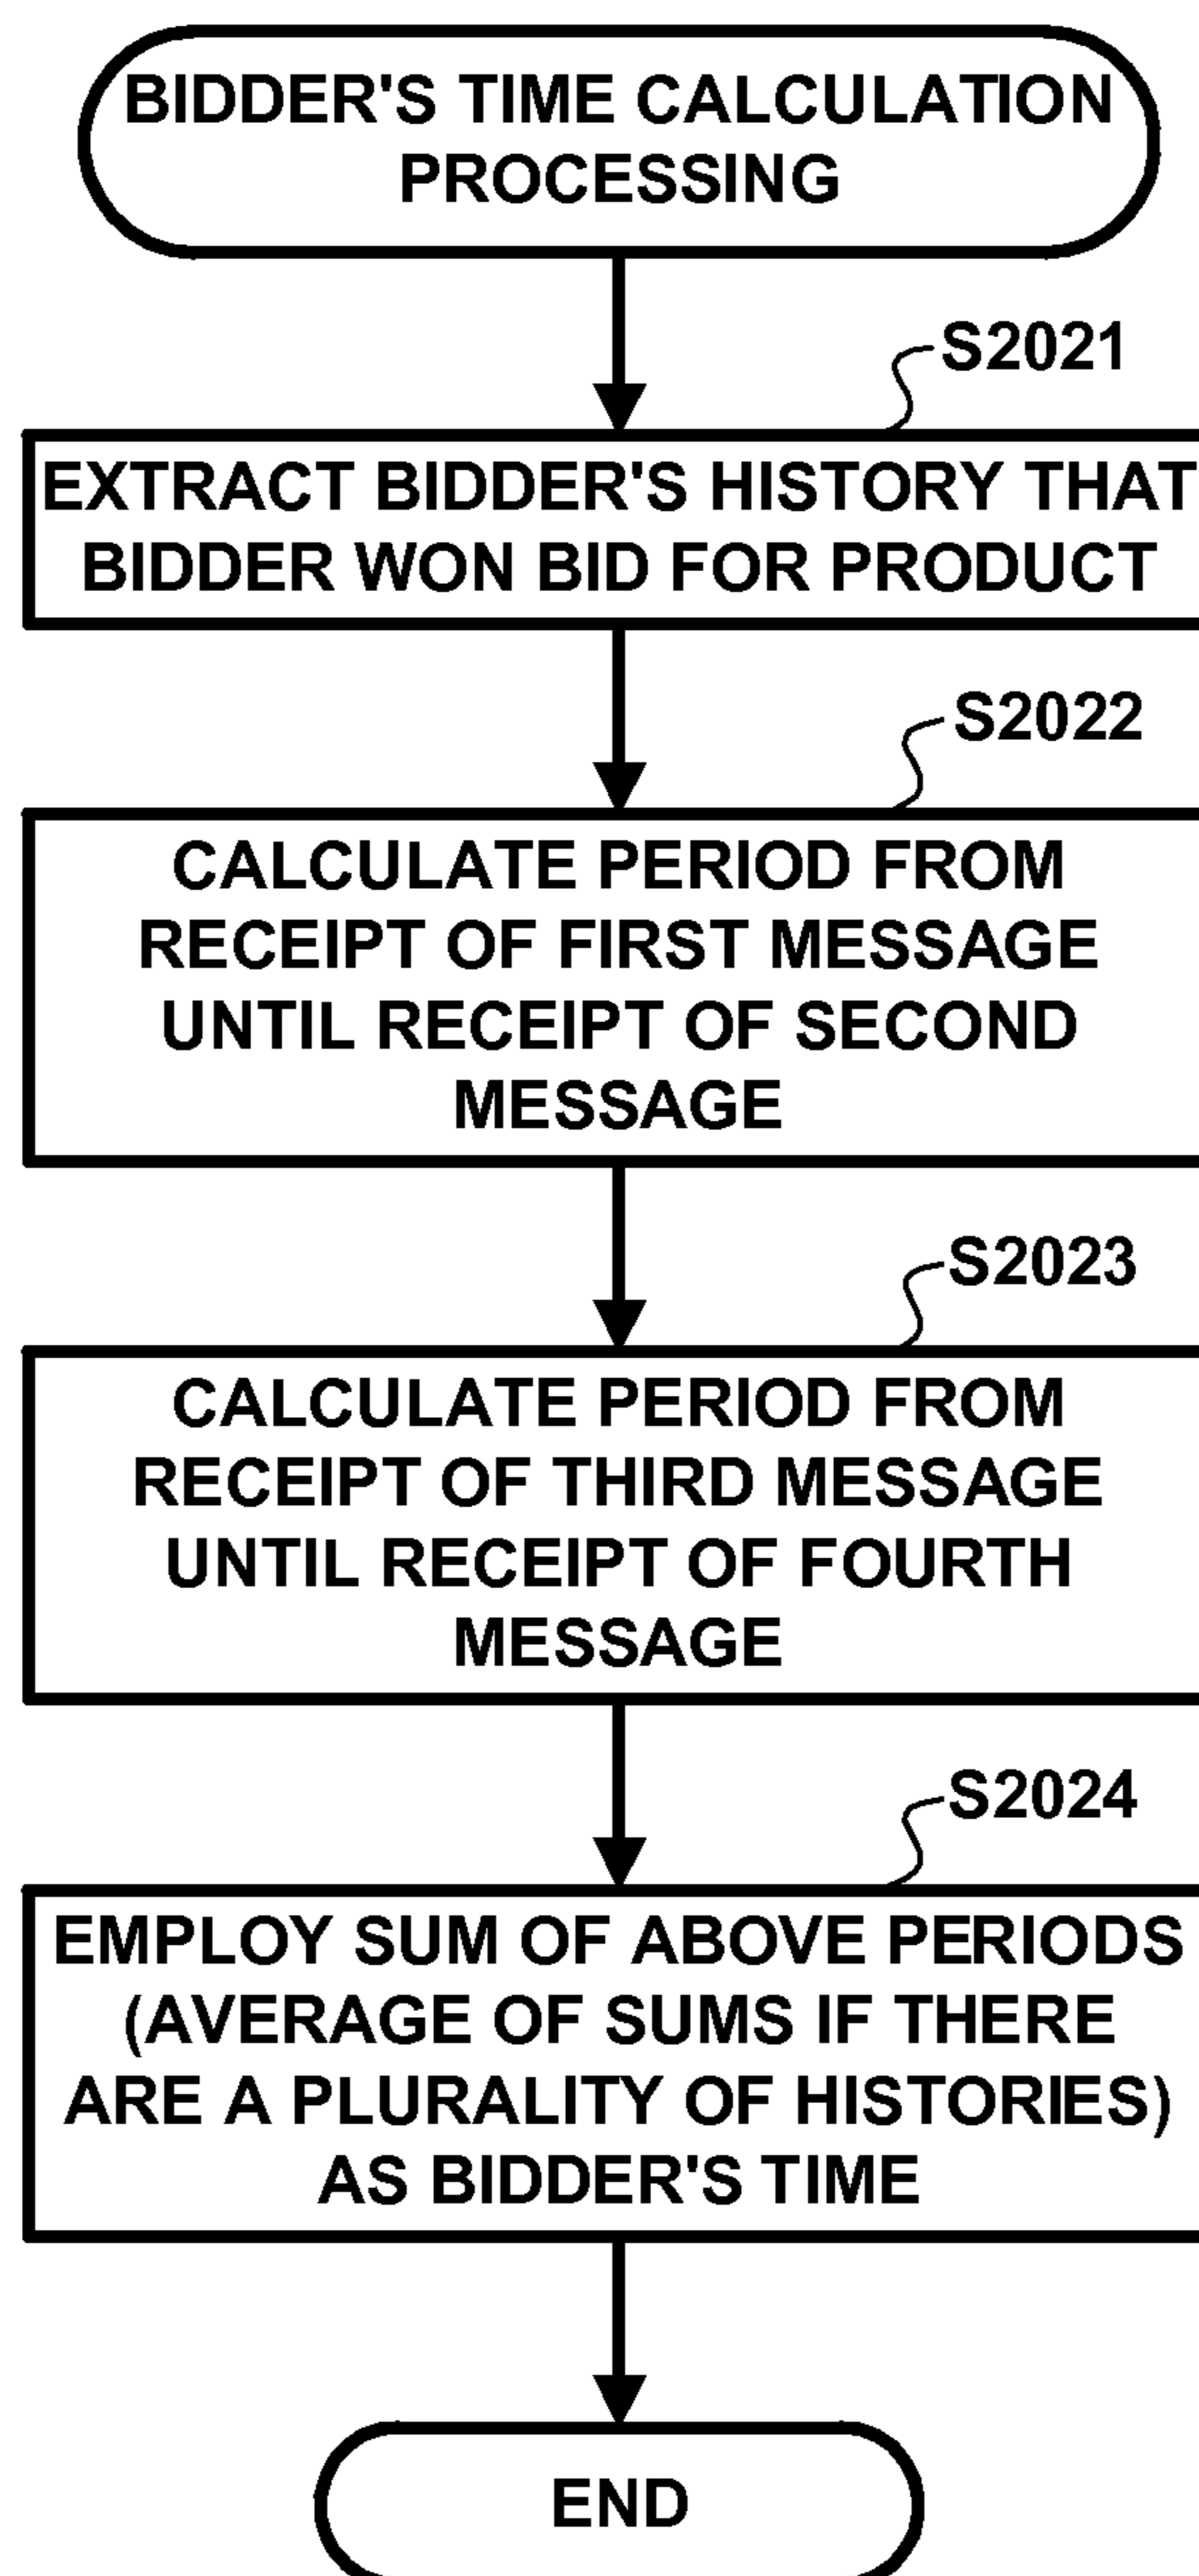 BIDDER'S TIME CALCULATION
PROCESSING
S2021
EXTRACT BIDDER'S HISTORY THAT
BIDDER WON BID FOR PRODUCT
S2022
CALCULATE PERIOD FROM
RECEIPT OF FIRST MESSAGE
UNTIL RECEIPT OF SECOND
MESSAGE
S2023
CALCULATE PERIOD FROM
RECEIPT OF THIRD MESSAGE
UNTIL RECEIPT OF FOURTH
MESSAGE
S2024
EMPLOY SUM OF ABOVE PERIODS
(AVERAGE OF SUMS IF THERE
ARE A PLURALITY OF HISTORIES)
AS BIDDER'S TIME
END